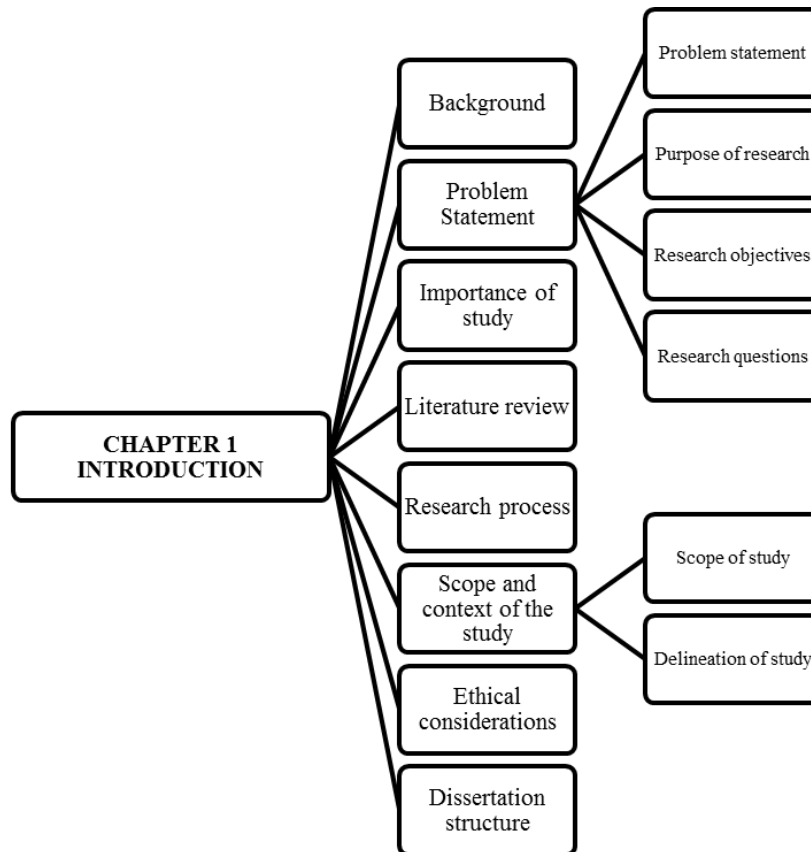 CHAPTER 1
INTRODUCTION
Background
Problem
Statement
Problem statement
Purpose of research
Research objectives
Research questions
Importance of
study
Literature review
Research process
Scope and
context of the
study
Scope of study
Delineation of study
Ethical
considerations
Dissertation
structure